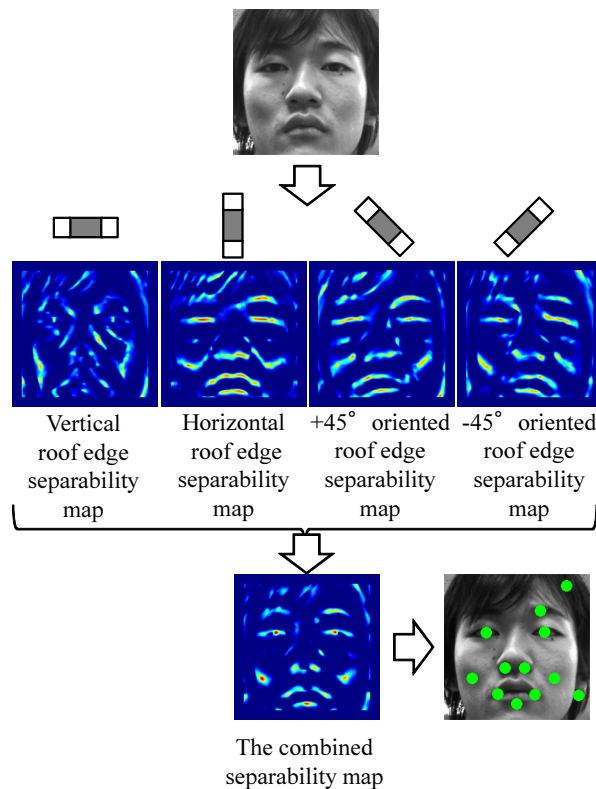 Vertical
roof edge
separability
map
Horizontal
roof edge
separability
map
+45° oriented
roof edge
separability
map
-45° oriented
roof edge
separability
map
The combined
separability map